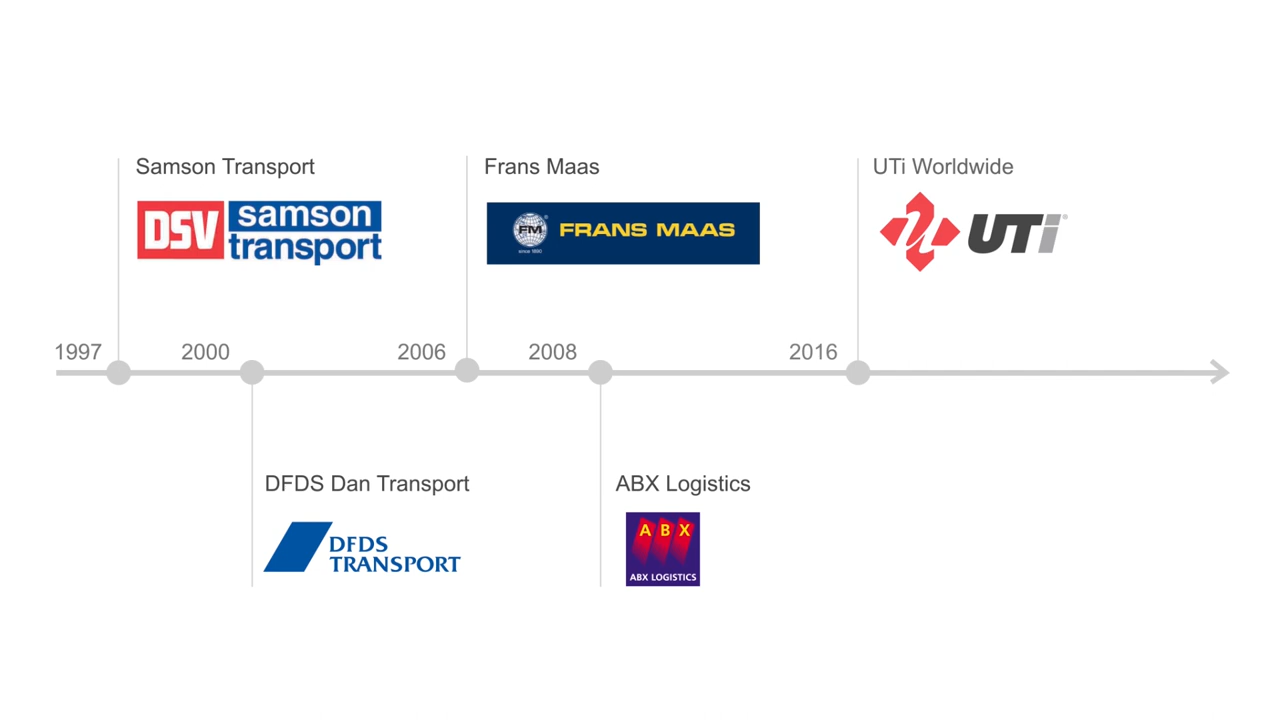 Samson Transport
DSV samson
transport
Frans Maas
FM ® FRANS MAAS
since 1890
UTi Worldwide
UTi®
1997
2000
2006
2008
2016
DFDS Dan Transport
DFDS
TRANSPORT
ABX Logistics
A B X
ABX LOGISTICS